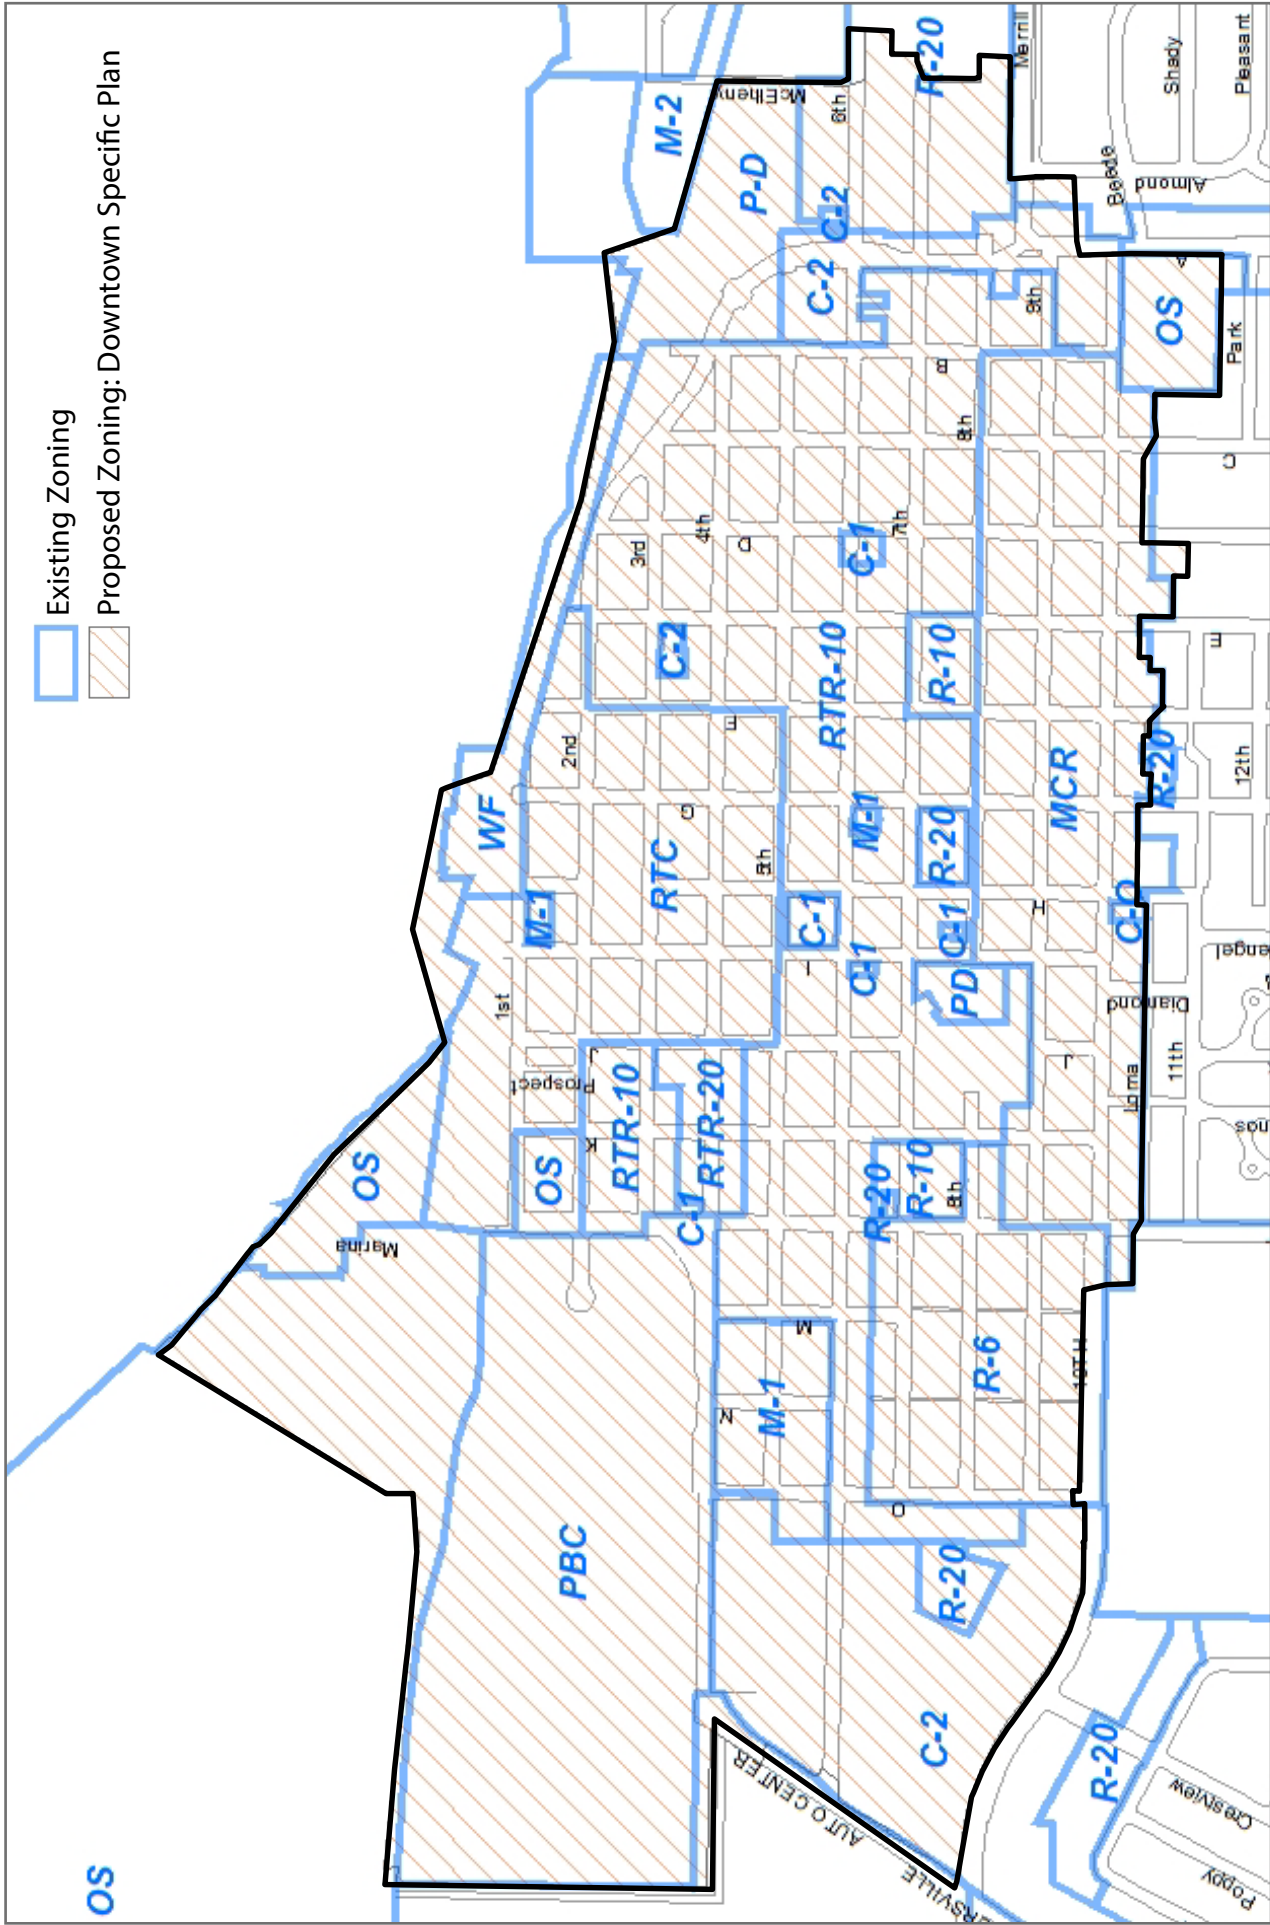 Existing Zoning
Proposed Zoning: Downtown Specific Plan
OS
OS
Marina
PBC
WF
1st
M-1
2nd
Prospect
OS
K
J
RTR-10
RTR-20
C-1
RTC
G
5th
E
C-2
3rd
4th
D
M-2
McElheny
P-D
6th
R-20
C-2
C-2
C-1
7th
B
8th
9th
RTR-10
R-10
M-1
R-20
C-1
I
C-1
C-1
PD
MCR
H
C-O
R-20
L
Loma
Diamond
11th
12th
E
C
OS
A
Park
Beede
Almond
Merrill
Shady
Pleasant
R-20
R-10
8th
R-6
10TH
M
N
M-1
O
R-20
C-2
AUTO CENTER
R-20
Crestview
Poppy